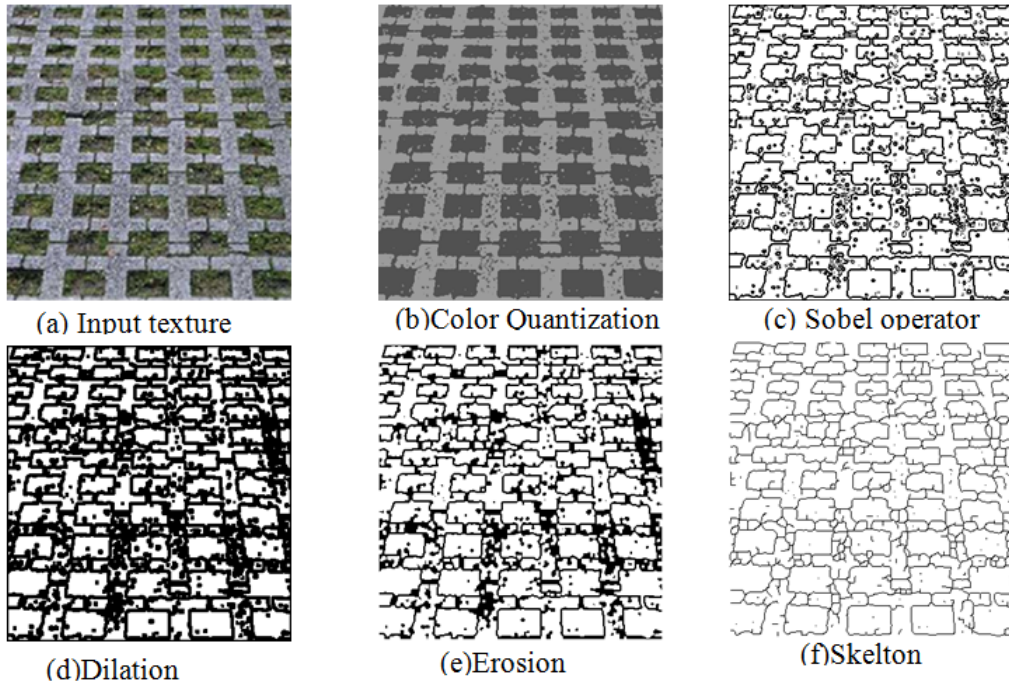 (a) Input texture
(b)Color Quantization
(c) Sobel operator
(d)Dilation
(e)Erosion
(f)Skelton